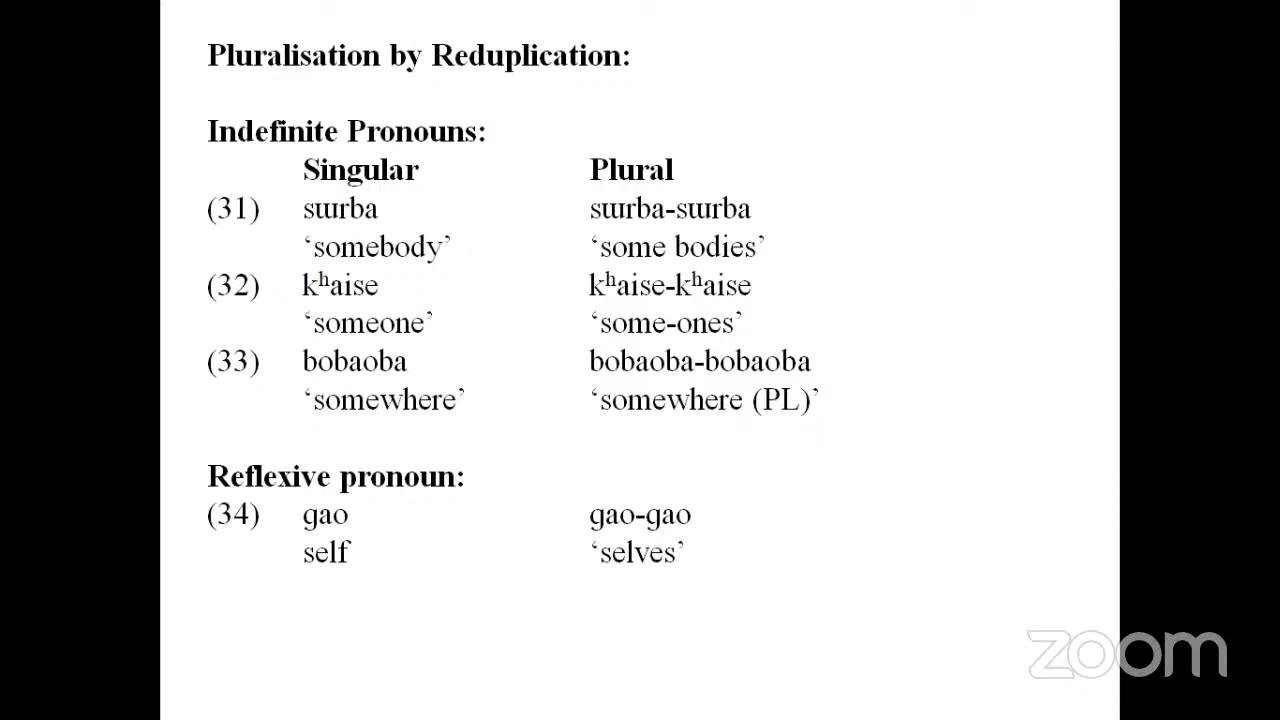 Pluralisation by Reduplication:
Indefinite Pronouns:
Singular Plural
(31) sɯrba sɯrba-sɯrba
‘somebody’ ‘some bodies’
(32) kʰaise kʰaise-kʰaise
‘someone’ ‘some-ones’
(33) bobaoba bobaoba-bobaoba
‘somewhere’ ‘somewhere (PL)’
Reflexive pronoun:
(34) gao gao-gao
self ‘selves’
zoom